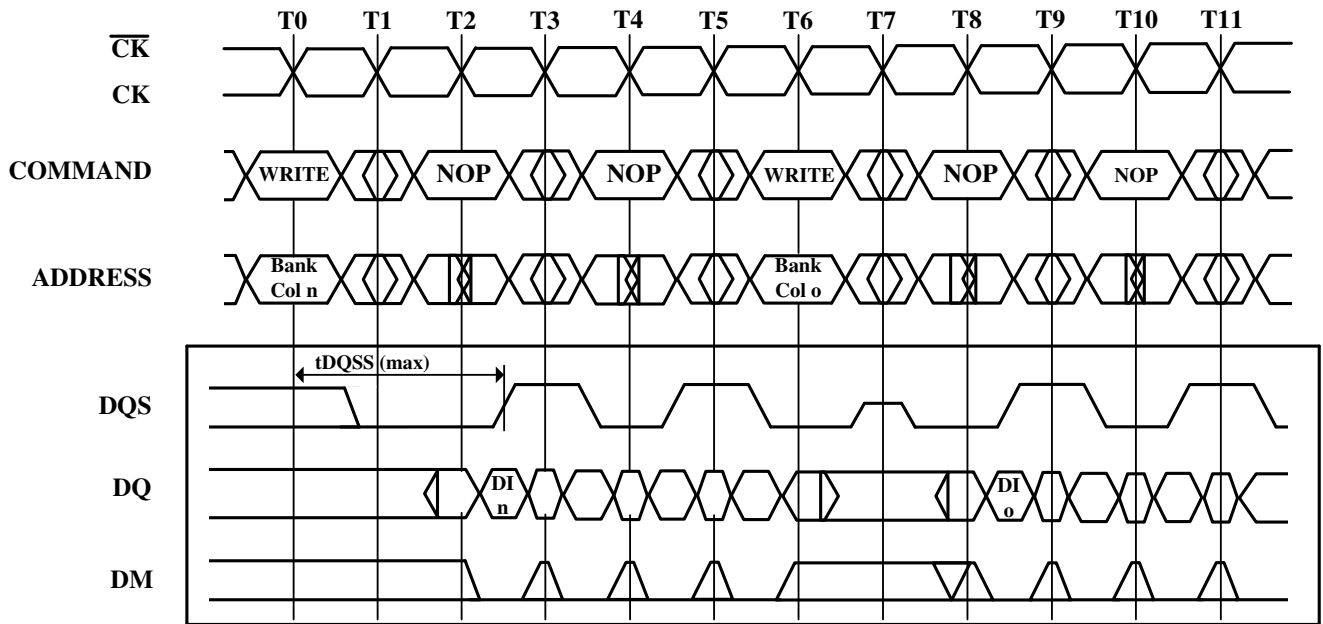 T0 T1 T2 T3 T4 T5 T6 T7 T8 T9 T10 T11
CK
CK
COMMAND WRITE NOP NOP WRITE NOP NOP
ADDRESS Bank Bank
Col n Col o
tDQSS (max)
DQS
DQ DI DI
n o
DM